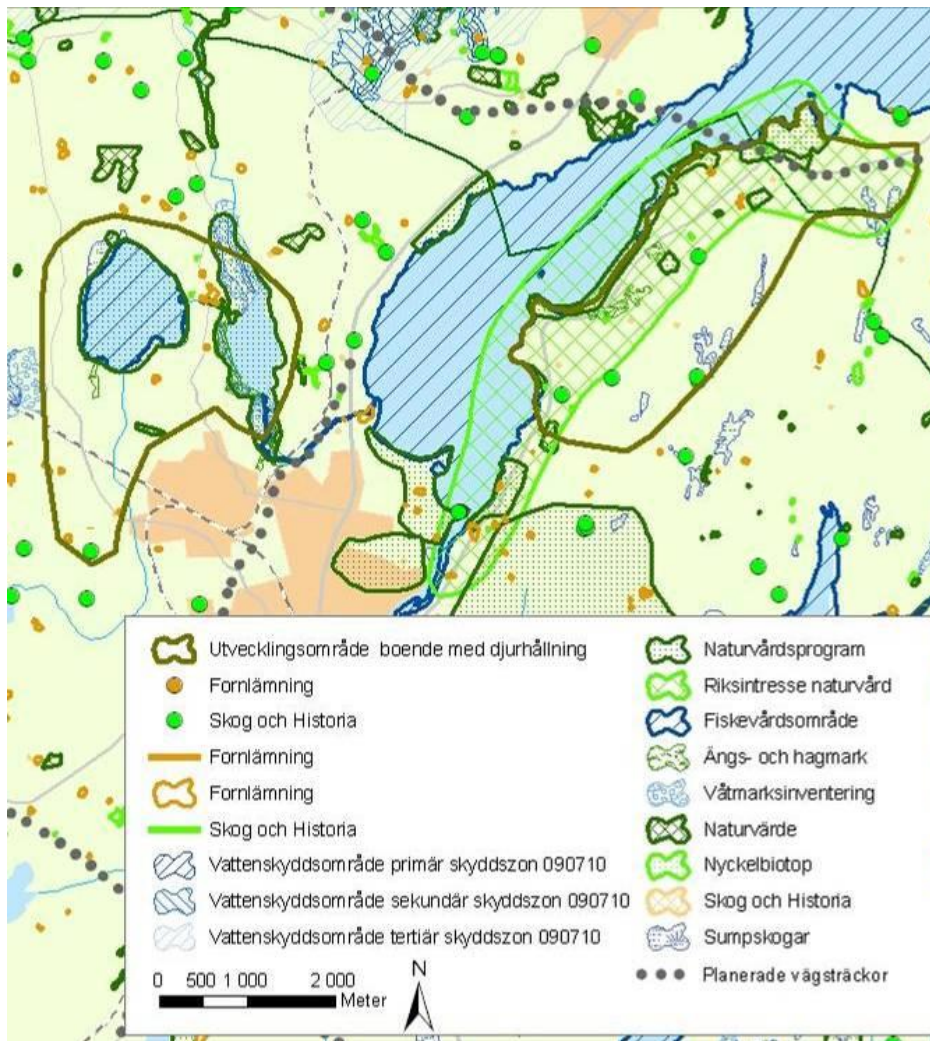 Utvecklingsområde boende med djurhållning
Fornlämning
Skog och Historia
Fornlämning
Fornlämning
Skog och Historia
Vattenskyddsområde primär skyddszon 090710
Vattenskyddsområde sekundär skyddszon 090710
Vattenskyddsområde tertiär skyddszon 090710
0 500 1 000 2 000
Meter
N
Naturvårdsprogram
Riksintresse naturvård
Fiskevårdsområde
Ängs- och hagmark
Våtmarksinventering
Naturvärde
Nyckelbiotop
Skog och Historia
Sumpskogar
Planerade vägsträckor